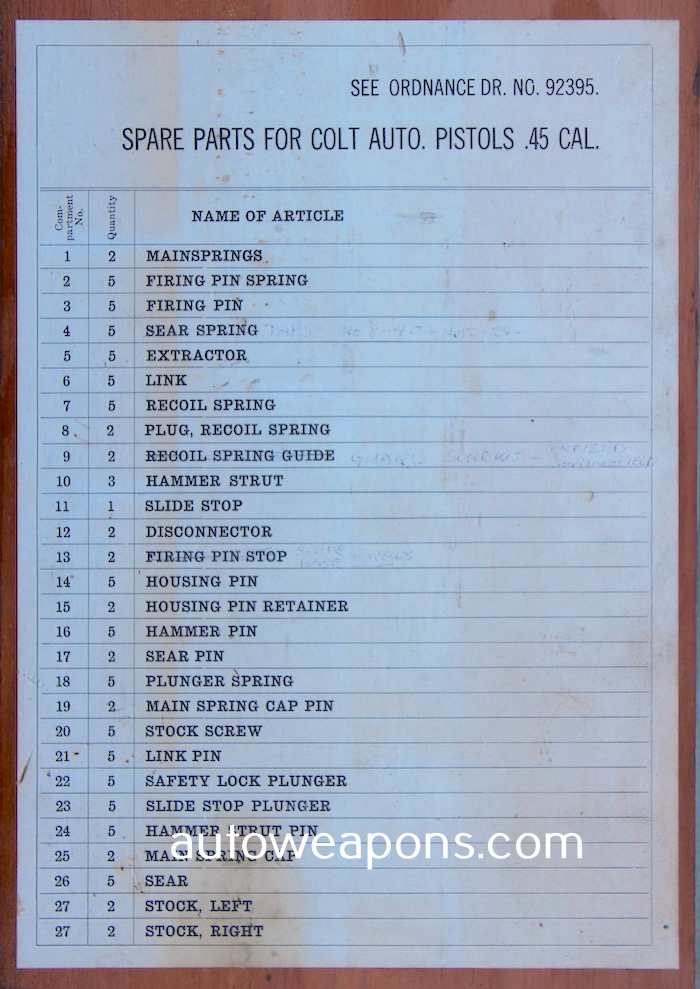 SEE ORDNANCE DR. NO. 92395.
SPARE PARTS FOR COLT AUTO. PISTOLS .45 CAL.
Com-
partment
No.
Quantity
NAME OF ARTICLE
1 2 MAINSPRINGS
2 5 FIRING PIN SPRING
3 5 FIRING PIN
4 5 SEAR SPRING
5 5 EXTRACTOR
6 5 LINK
7 5 RECOIL SPRING
8 2 PLUG, RECOIL SPRING
9 2 RECOIL SPRING GUIDE GUARD SCREWS -
10 3 HAMMER STRUT
11 1 SLIDE STOP
12 2 DISCONNECTOR
13 2 FIRING PIN STOP SCREWS
14 5 HOUSING PIN
15 2 HOUSING PIN RETAINER
16 5 HAMMER PIN
17 2 SEAR PIN
18 5 PLUNGER SPRING
19 2 MAIN SPRING CAP PIN
20 5 STOCK SCREW
21 5 LINK PIN
22 5 SAFETY LOCK PLUNGER
23 5 SLIDE STOP PLUNGER
24 5 HAMMER STRUT PIN
25 2 MAIN SPRING CAP
autoweapons.com
26 5 SEAR
27 2 STOCK, LEFT
27 2 STOCK, RIGHT